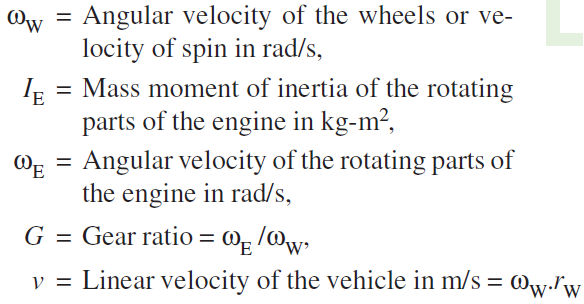 ω_W = Angular velocity of the wheels or ve-
locity of spin in rad/s,
I_E = Mass moment of inertia of the rotating
parts of the engine in kg-m²,
ω_E = Angular velocity of the rotating parts of
the engine in rad/s,
G = Gear ratio = ω_E /ω_W,
v = Linear velocity of the vehicle in m/s = ω_W.r_W